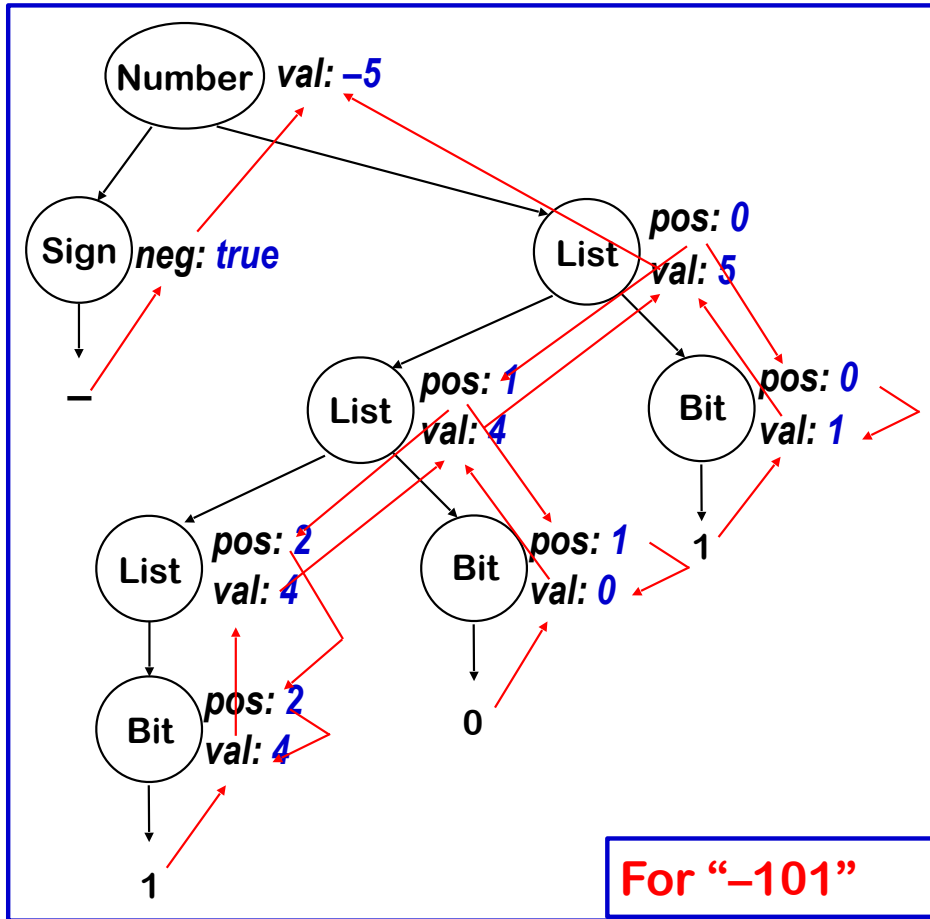 Number val: –5
Sign neg: true
List pos: 0
val: 5
–
List pos: 1
val: 4
Bit pos: 0
val: 1
List pos: 2
val: 4
Bit pos: 1
val: 0
1
Bit pos: 2
val: 4
0
1
For “–101”